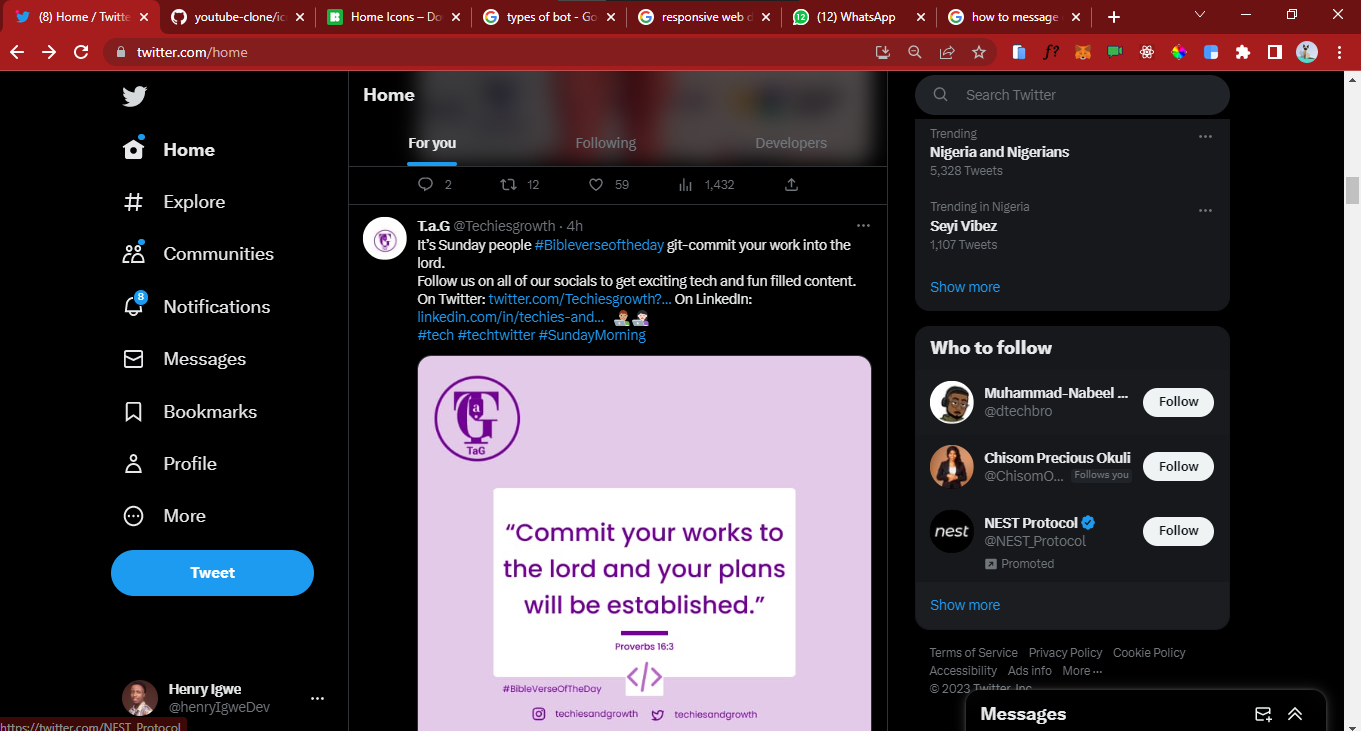 (8) Home / Twitte
youtube-clone/ic
Home Icons – Do
types of bot - Go
responsive web d
(12) WhatsApp
how to message
twitter.com/home
Home
Explore
Communities
8
Notifications
Messages
Bookmarks
Profile
More
Tweet
Henry Igwe
@henryIgweDev
https://twitter.com/NEST_Protocol
Home
For you
Following
Developers
2
12
59
1,432
T.a.G @Techiesgrowth · 4h
It's Sunday people #Bibleverseoftheday git-commit your work into the
lord.
Follow us on all of our socials to get exciting tech and fun filled content.
On Twitter: twitter.com/Techiesgrowth?... On LinkedIn:
linkedin.com/in/techies-and...
#tech #techtwitter #SundayMorning
TaG
“Commit your works to
the lord and your plans
will be established.”
Proverbs 16:3
</>
#BibleVerseOfTheDay
techiesandgrowth
techiesandgrowth
Search Twitter
Trending
Nigeria and Nigerians
5,328 Tweets
Trending in Nigeria
Seyi Vibez
1,107 Tweets
Show more
Who to follow
Muhammad-Nabeel ...
@dtechbro
Follow
Chisom Precious Okuli
@ChisomO... Follows you
Follow
nest
NEST Protocol
@NEST_Protocol
Follow
Promoted
Show more
Terms of Service Privacy Policy Cookie Policy
Accessibility Ads info More ...
© 2023 Twitter, Inc.
Messages